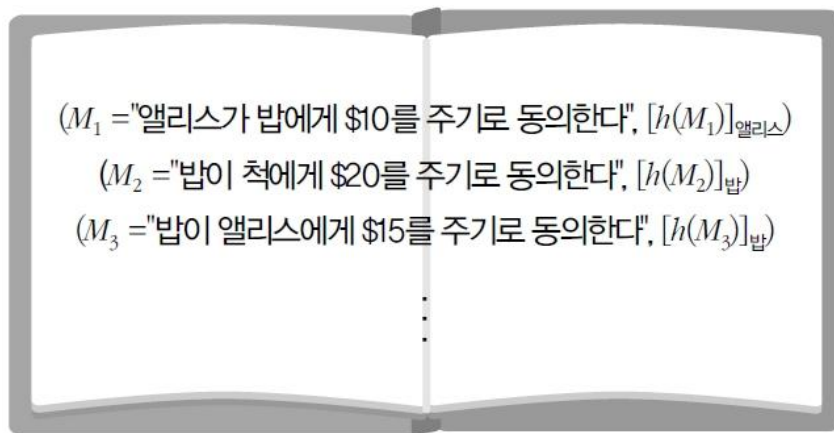 (M₁ ="앨리스가 밥에게 $10를 주기로 동의한다", [h(M₁)]앨리스)
(M₂ ="밥이 척에게 $20를 주기로 동의한다", [h(M₂)]밥)
(M₃ ="밥이 앨리스에게 $15를 주기로 동의한다", [h(M₃)]밥)
⋮